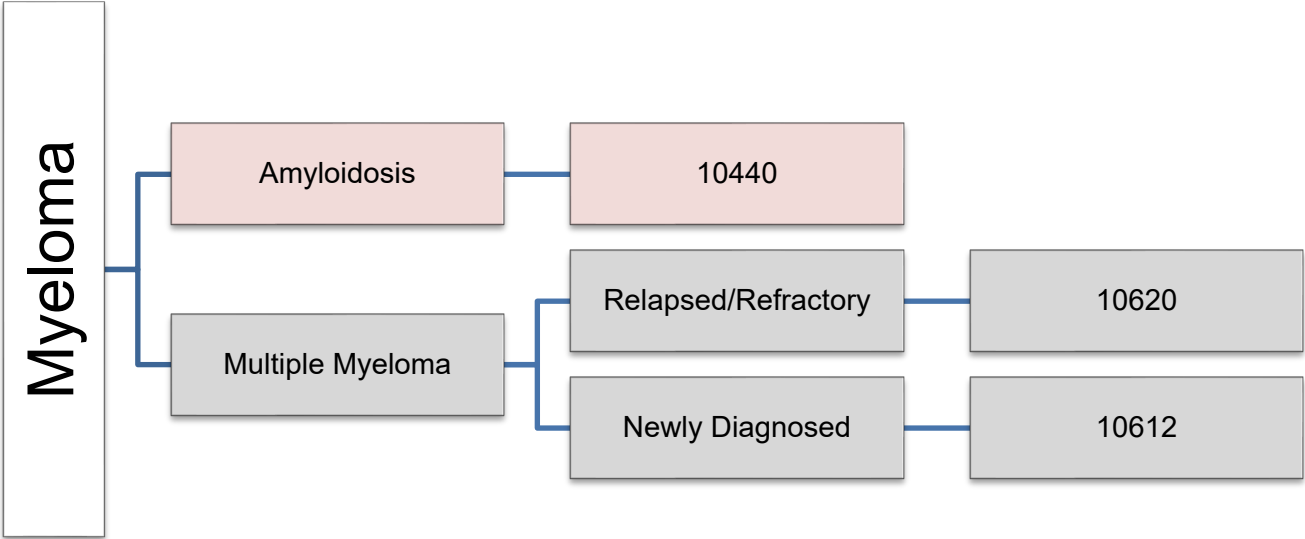 Myeloma
Amyloidosis
10440
Multiple Myeloma
Relapsed/Refractory
10620
Newly Diagnosed
10612